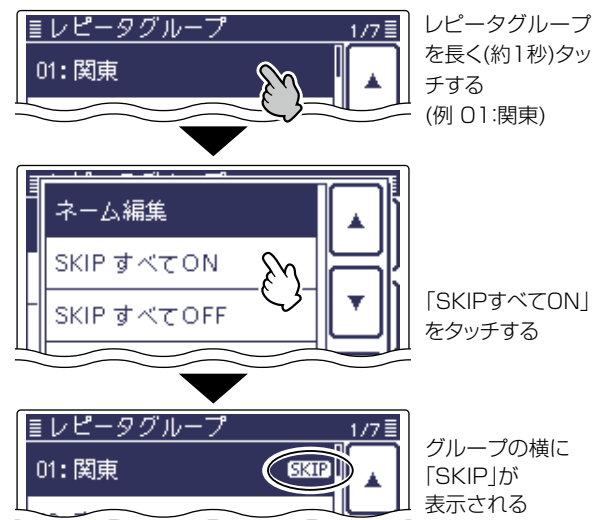 レピータグループ 1/7
01:関東
レピータグループ
を長く(約1秒)タッ
チする
(例 01:関東)
ネーム編集
SKIP すべてON
SKIP すべてOFF
「SKIPすべてON」
をタッチする
レピータグループ 1/7
01:関東 SKIP
グループの横に
「SKIP」が
表示される